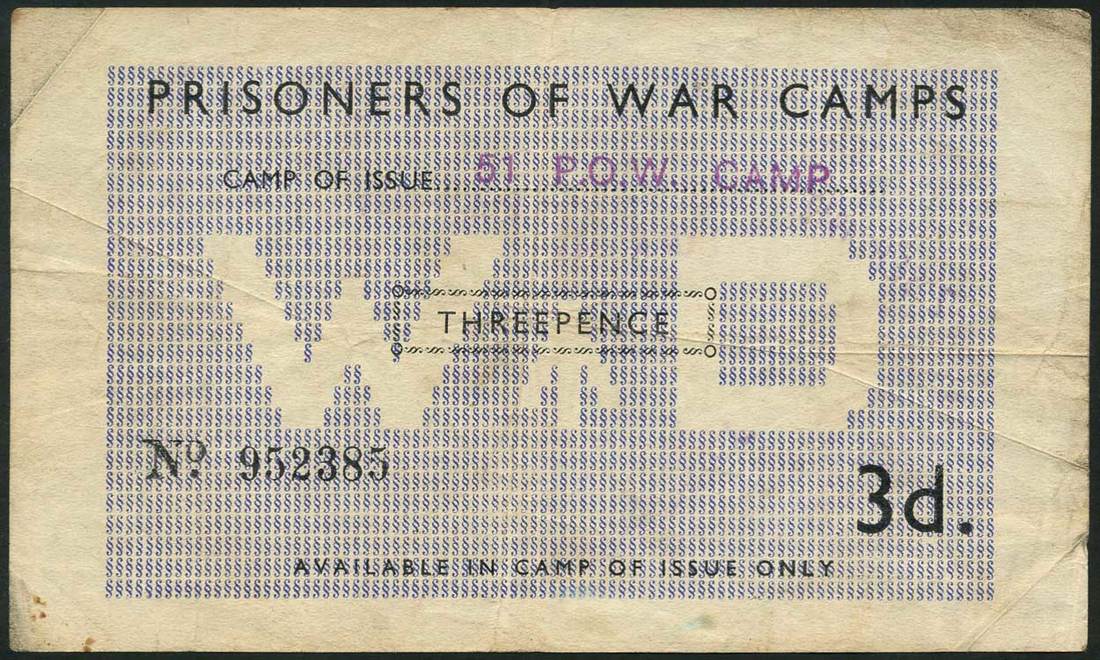 PRISONERS OF WAR CAMPS
CAMP OF ISSUE 51 P.O.W. CAMP
W D
THREEPENCE
No. 952385
3d.
AVAILABLE IN CAMP OF ISSUE ONLY